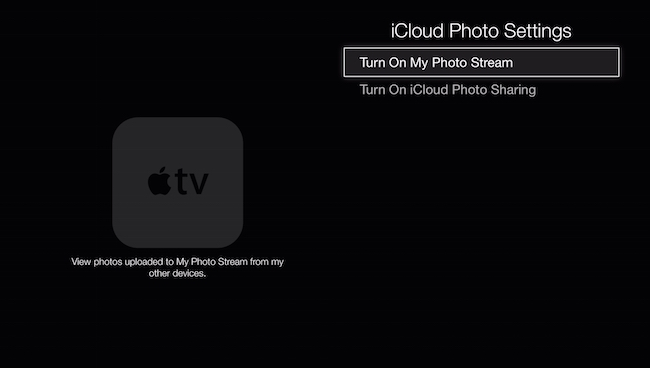 iCloud Photo Settings
Turn On My Photo Stream
Turn On iCloud Photo Sharing
tv
View photos uploaded to My Photo Stream from my
other devices.